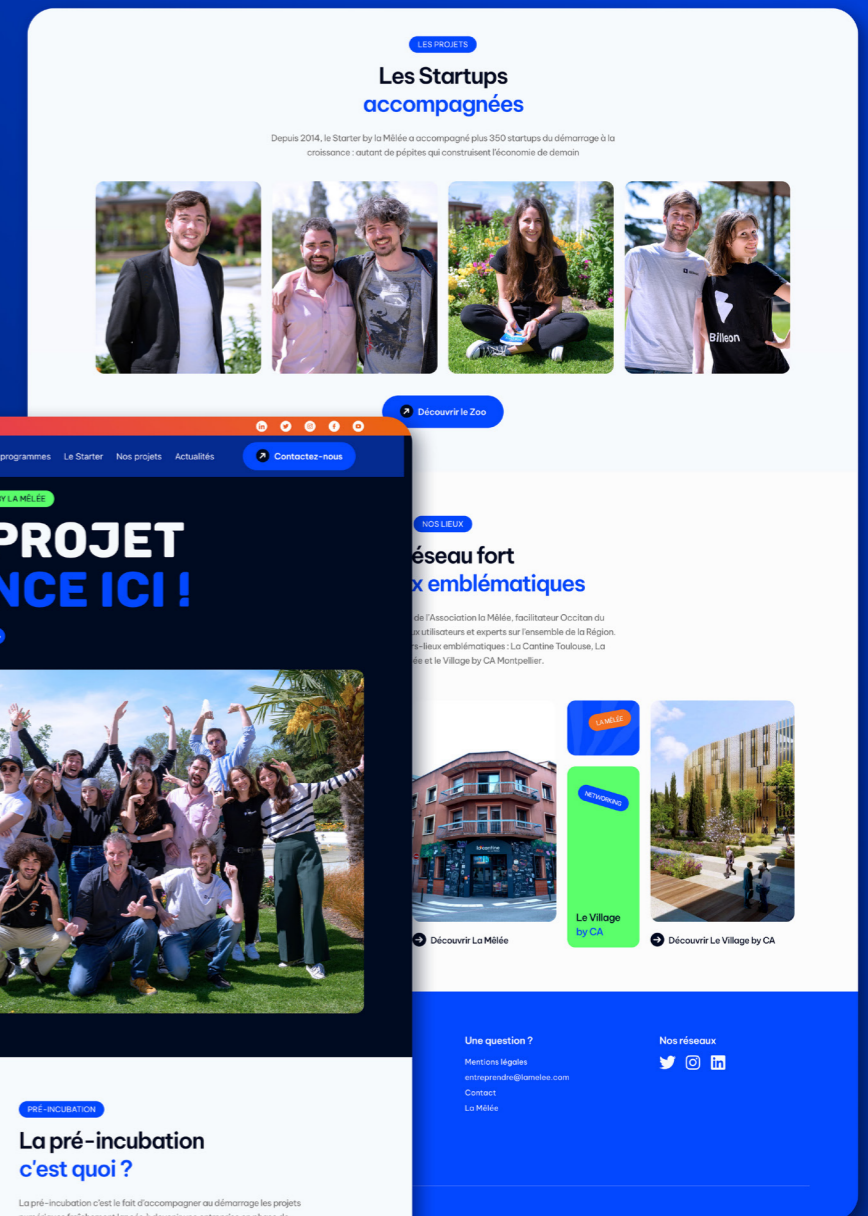 LES PROJETS
Les Startups
accompagnées
Depuis 2014, le Starter by la Mêlée a accompagné plus 350 startups du démarrage à la
croissance : autant de pépites qui construisent l'économie de demain
Billeon
Découvrir le Zoo
programmes Le Starter Nos projets Actualités Contactez-nous
BY LA MÊLÉE
PROJET
NCE ICI !
NOS LIEUX
éseau fort
x emblématiques
de l'Association la Mêlée, facilitateur Occitan du
ux utilisateurs et experts sur l'ensemble de la Région.
rs-lieux emblématiques : La Cantine Toulouse, La
ée et le Village by CA Montpellier.
LA MÊLÉE
NETWORKING
la cantine
Le Village
by CA
Découvrir La Mêlée
Découvrir Le Village by CA
Une question ?
Mentions légales
entreprendre@lamelee.com
Contact
La Mêlée
Nos réseaux
PRÉ-INCUBATION
La pré-incubation
c'est quoi ?
La pré-incubation c'est le fait d'accompagner au démarrage les projets